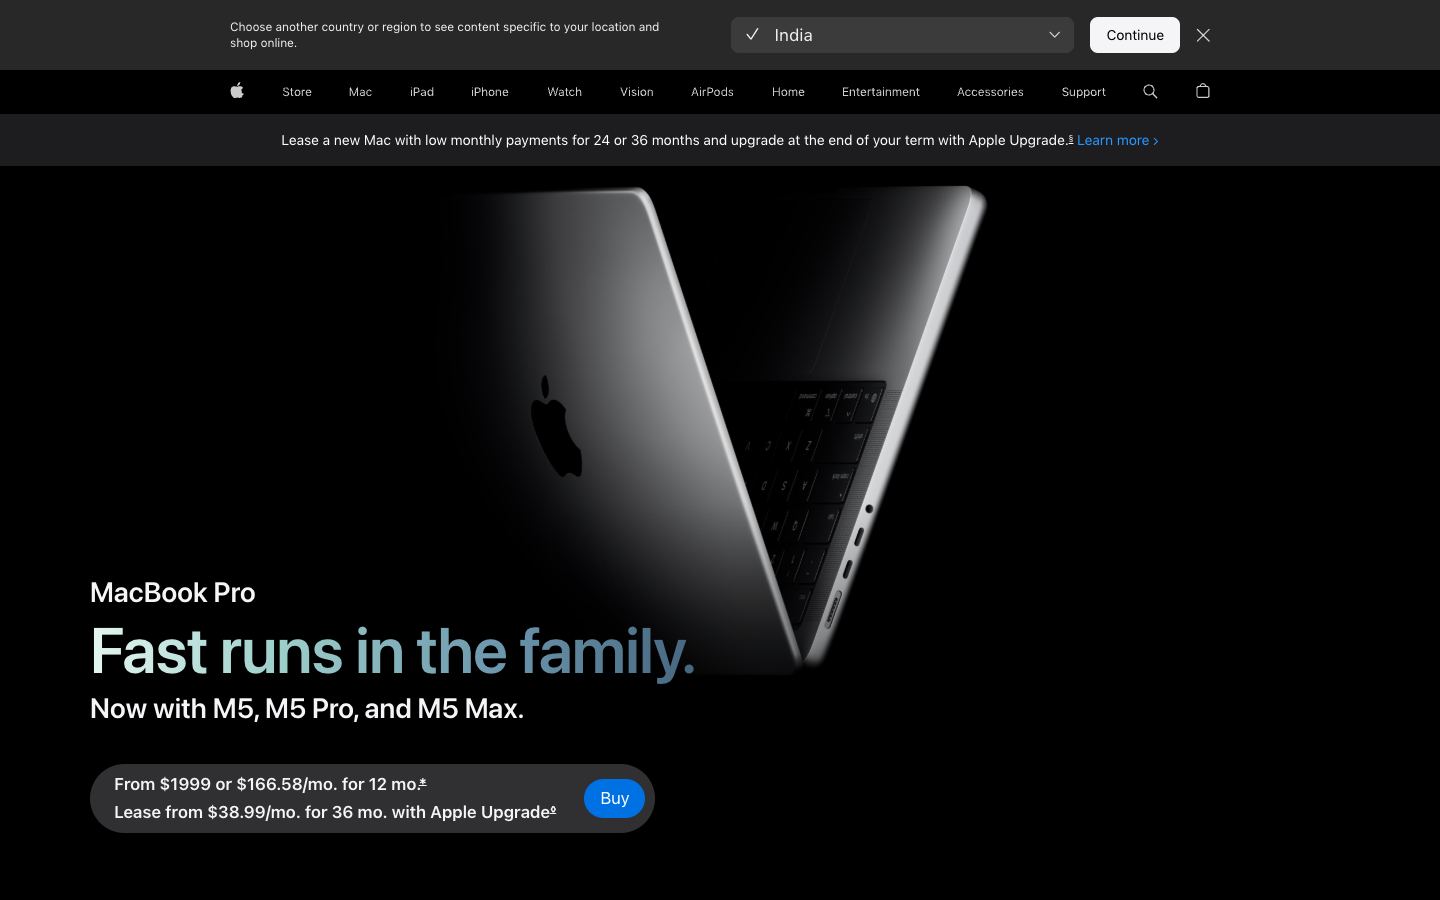 Choose another country or region to see content specific to your location and
shop online.
India
Continue
Store Mac iPad iPhone Watch Vision AirPods Home Entertainment Accessories Support
Lease a new Mac with low monthly payments for 24 or 36 months and upgrade at the end of your term with Apple Upgrade.§ Learn more >
MacBook Pro
Fast runs in the family.
Now with M5, M5 Pro, and M5 Max.
From $1999 or $166.58/mo. for 12 mo.*
Lease from $38.99/mo. for 36 mo. with Apple Upgrade◊
Buy